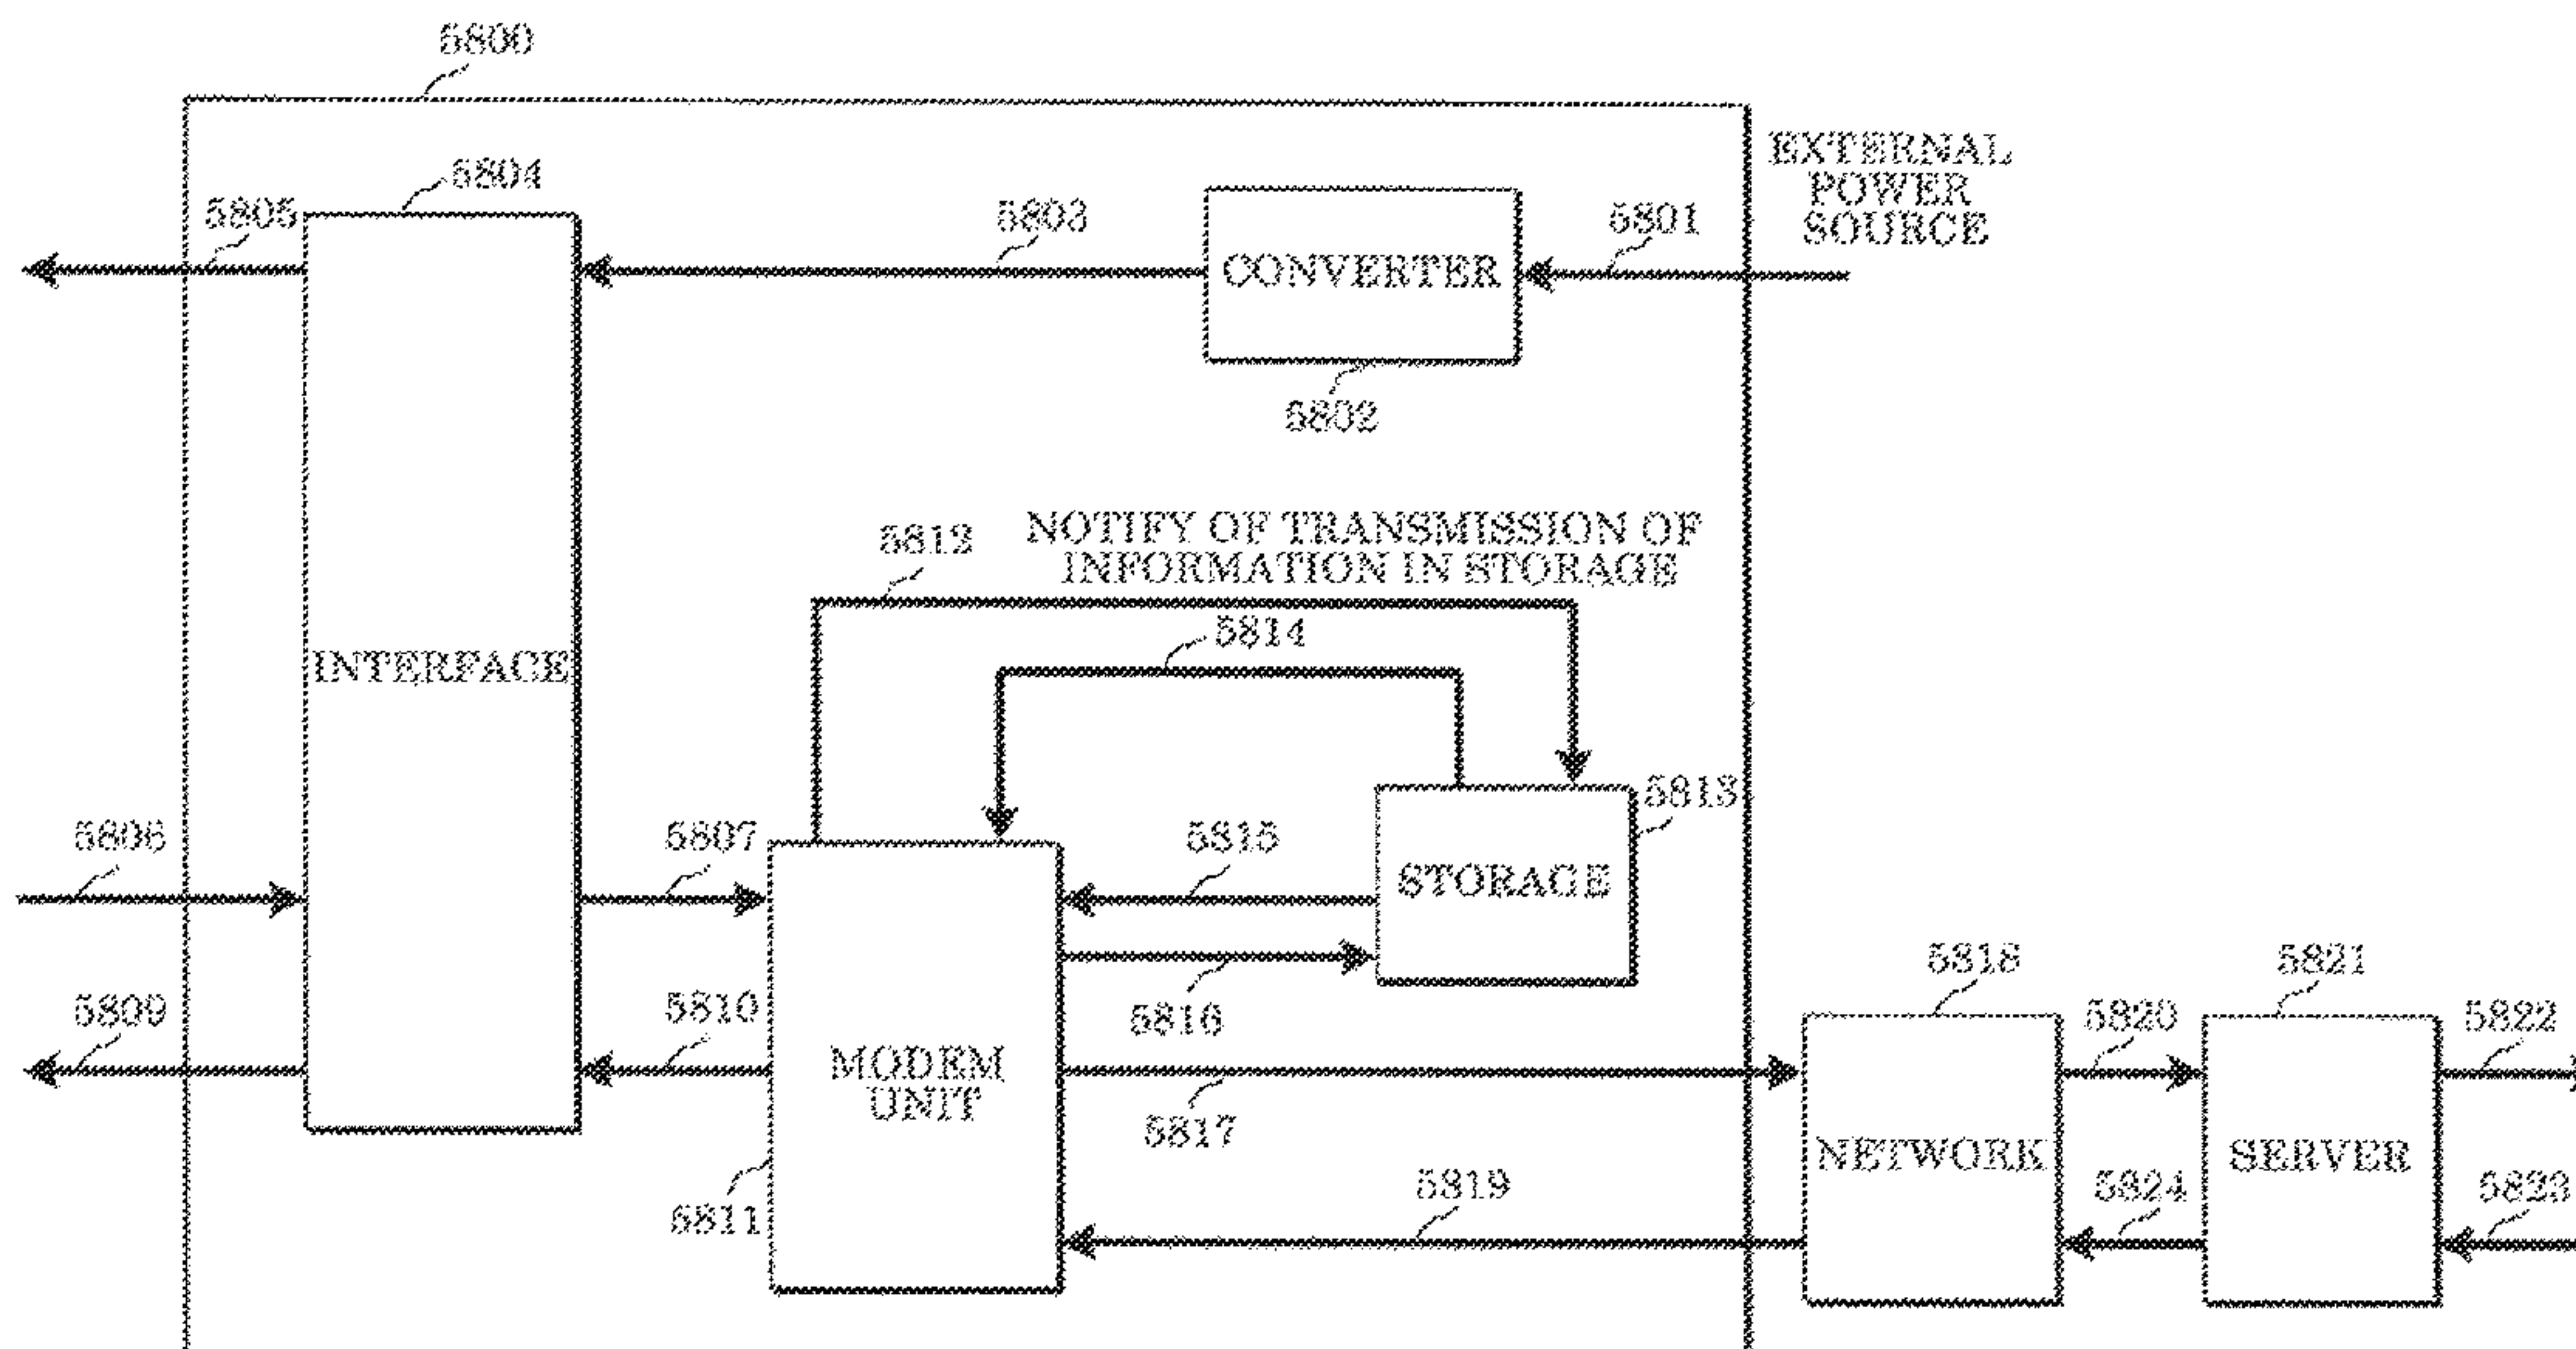 5800
EXTERNAL
POWER
SOURCE
5804
5805
5803
5801
CONVERTER
5802
5812
NOTIFY OF TRANSMISSION OF
INFORMATION IN STORAGE
5814
INTERFACE
5813
5806
5807
5815
STORAGE
5816
5809
5810
MODEM
UNIT
5817
5811
5819
5818
5821
5820
5822
NETWORK
SERVER
5824
5823